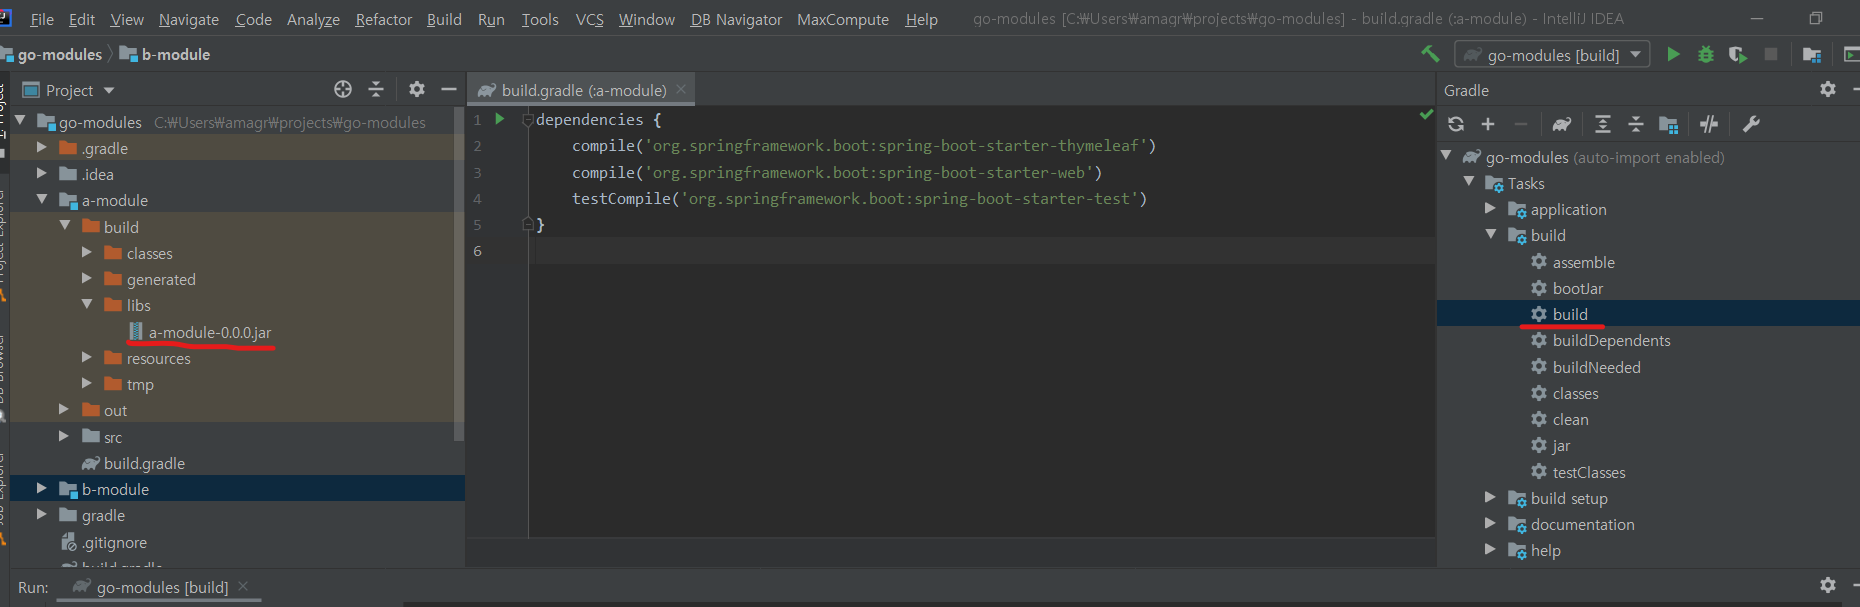 File Edit View Navigate Code Analyze Refactor Build Run Tools VCS Window DB Navigator MaxCompute Help go-modules [C:₩Users₩amagr₩projects₩go-modules] - build.gradle (:a-module) - IntelliJ IDEA
go-modules b-module
go-modules [build]
Project
build.gradle (:a-module)
Gradle
go-modules C:₩Users₩amagr₩projects₩go-modules
.gradle
.idea
a-module
build
classes
generated
libs
a-module-0.0.0.jar
resources
tmp
out
src
build.gradle
b-module
gradle
.gitignore
build.gradle
1 dependencies {
2 compile('org.springframework.boot:spring-boot-starter-thymeleaf')
3 compile('org.springframework.boot:spring-boot-starter-web')
4 testCompile('org.springframework.boot:spring-boot-starter-test')
5 }
6
go-modules (auto-import enabled)
Tasks
application
build
assemble
bootJar
build
buildDependents
buildNeeded
classes
clean
jar
testClasses
build setup
documentation
help
Run: go-modules [build]